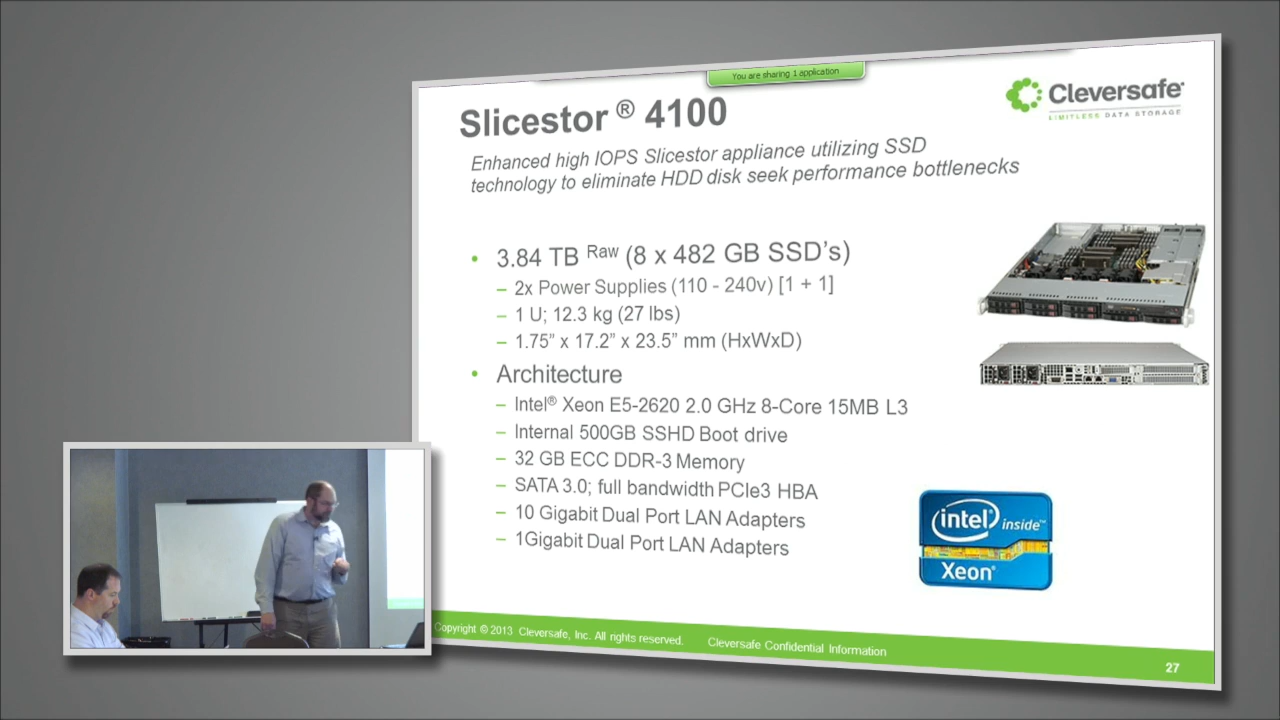 You are sharing 1 application
Cleversafe
LIMITLESS DATA STORAGE
Slicestor ® 4100
Enhanced high IOPS Slicestor appliance utilizing SSD
technology to eliminate HDD disk seek performance bottlenecks
• 3.84 TB Raw (8 x 482 GB SSD's)
– 2x Power Supplies (110 - 240v) [1 + 1]
– 1 U; 12.3 kg (27 lbs)
– 1.75" x 17.2" x 23.5" mm (HxWxD)
• Architecture
– Intel® Xeon E5-2620 2.0 GHz 8-Core 15MB L3
– Internal 500GB SSHD Boot drive
– 32 GB ECC DDR-3 Memory
– SATA 3.0; full bandwidth PCIe3 HBA
– 10 Gigabit Dual Port LAN Adapters
– 1Gigabit Dual Port LAN Adapters
intel inside™
Xeon®
Copyright © 2013 Cleversafe, Inc. All rights reserved. Cleversafe Confidential Information
27